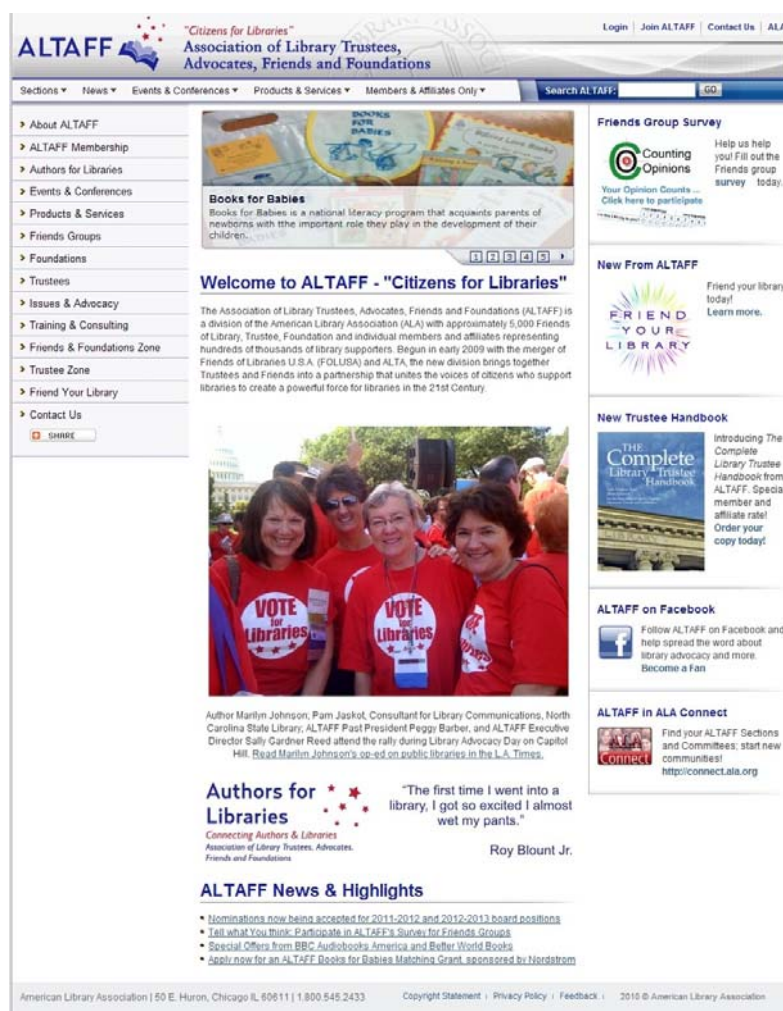 Login | Join ALTAFF | Contact Us | ALA
ALTAFF
"Citizens for Libraries"
Association of Library Trustees,
Advocates, Friends and Foundations
Sections News Events & Conferences Products & Services Members & Affiliates Only
Search ALTAFF: GO
About ALTAFF
ALTAFF Membership
Authors for Libraries
Events & Conferences
Products & Services
Friends Groups
Foundations
Trustees
Issues & Advocacy
Training & Consulting
Friends & Foundations Zone
Trustee Zone
Friend Your Library
Contact Us
SHARE
BOOKS
FOR
BABIES
Books for Babies
Books for Babies is a national literacy program that acquaints parents of
newborns with tthe important role they play in the development of their
children..
1 2 3 4 5
Welcome to ALTAFF - "Citizens for Libraries"
The Association of Library Trustees, Advocates, Friends and Foundations (ALTAFF) is
a division of the American Library Association (ALA) with approximately 5,000 Friends
of Library, Trustee, Foundation and individual members and affiliates representing
hundreds of thousands of library supporters. Begun in early 2009 with the merger of
Friends of Libraries U.S.A. (FOLUSA) and ALTA, the new division brings together
Trustees and Friends into a partnership that unites the voices of citizens who support
libraries to create a powerful force for libraries in the 21st Century.
VOTE
for
Libraries
VOTE
for
Libraries
Author Marilyn Johnson; Pam Jaskot, Consultant for Library Communications, North
Carolina State Library; ALTAFF Past President Peggy Barber, and ALTAFF Executive
Director Sally Gardner Reed attend the rally during Library Advocacy Day on Capitol
Hill. Read Marilyn Johnson's op-ed on public libraries in the L.A. Times.
Authors for
Libraries
Connecting Authors & Libraries
Association of Library Trustees, Advocates,
Friends and Foundations
"The first time I went into a
library, I got so excited I almost
wet my pants."
Roy Blount Jr.
ALTAFF News & Highlights
Nominations now being accepted for 2011-2012 and 2012-2013 board positions
Tell what You think: Participate in ALTAFF's Survey for Friends Groups
Special Offers from BBC Audiobooks America and Better World Books
Apply now for an ALTAFF Books for Babies Matching Grant, sponsored by Nordstrom
Friends Group Survey
Counting
Opinions
Your Opinion Counts ...
Click here to participate
Help us help
you! Fill out the
Friends group
survey today.
New From ALTAFF
FRIEND
YOUR
LIBRARY
Friend your library
today!
Learn more.
New Trustee Handbook
THE
Complete
Library Trustee
Handbook
Introducing The
Complete
Library Trustee
Handbook from
ALTAFF. Specia
member and
affiliate rate!
Order your
copy today!
ALTAFF on Facebook
f
Follow ALTAFF on Facebook and
help spread the word about
library advocacy and more.
Become a Fan
ALTAFF in ALA Connect
Connect
Find your ALTAFF Sections
and Committees; start new
communities!
http://connect.ala.org
American Library Association | 50 E. Huron, Chicago IL 60611 | 1.800.545.2433
Copyright Statement | Privacy Policy | Feedback | 2010 © American Library Association